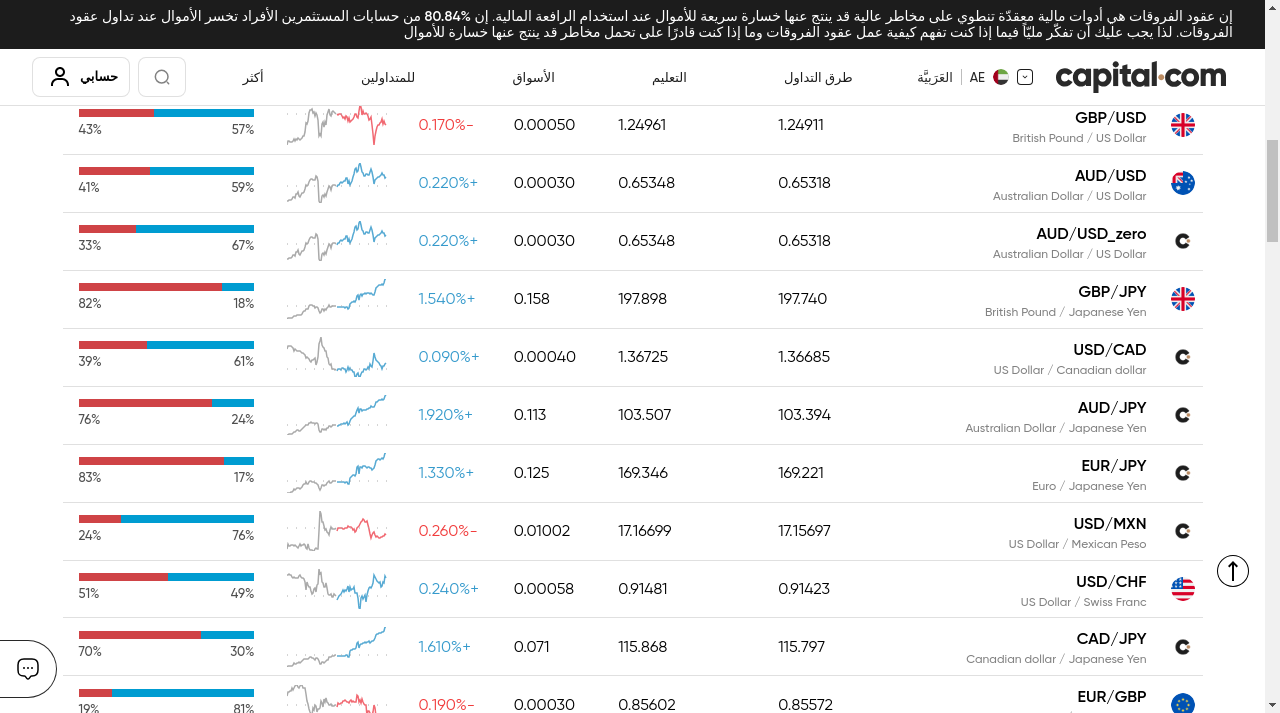 إن عقود الفروقات هي أدوات مالية معقدّة تنطوي على مخاطر عالية قد ينتج عنها خسارة سريعة للأموال عند استخدام الرافعة المالية. إن 80.84% من حسابات المستثمرين الأفراد تخسر الأموال عند تداول عقود
الفروقات. لذا يجب عليك أن تفكّر مليّاً فيما إذا كنت تفهم كيفية عمل عقود الفروقات وما إذا كنت قادرًا على تحمل مخاطر قد ينتج عنها خسارة للأموال
capital.com AE العَرَبيَّة طرق التداول التعليم الأسواق للمتداولين أكثر حسابي
GBP/USD 1.24911 1.24961 0.00050 0.170%- 57% 43%
British Pound / US Dollar
AUD/USD 0.65318 0.65348 0.00030 0.220%+ 59% 41%
Australian Dollar / US Dollar
AUD/USD_zero 0.65318 0.65348 0.00030 0.220%+ 67% 33%
Australian Dollar / US Dollar
GBP/JPY 197.740 197.898 0.158 1.540%+ 18% 82%
British Pound / Japanese Yen
USD/CAD 1.36685 1.36725 0.00040 0.090%+ 61% 39%
US Dollar / Canadian dollar
AUD/JPY 103.394 103.507 0.113 1.920%+ 24% 76%
Australian Dollar / Japanese Yen
EUR/JPY 169.221 169.346 0.125 1.330%+ 17% 83%
Euro / Japanese Yen
USD/MXN 17.15697 17.16699 0.01002 0.260%- 76% 24%
US Dollar / Mexican Peso
USD/CHF 0.91423 0.91481 0.00058 0.240%+ 49% 51%
US Dollar / Swiss Franc
CAD/JPY 115.797 115.868 0.071 1.610%+ 30% 70%
Canadian dollar / Japanese Yen
EUR/GBP 0.85572 0.85602 0.00030 0.190%- 81% 19%